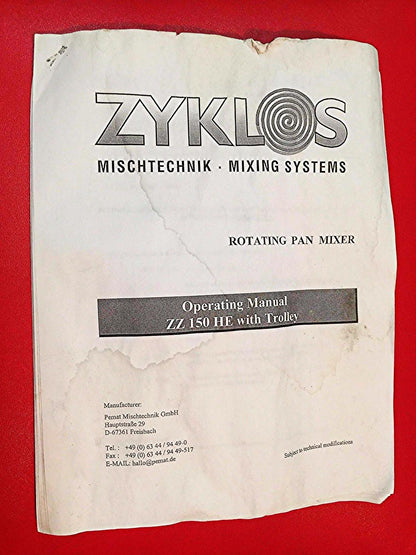 ZYKLOS
MISCHTECHNIK · MIXING SYSTEMS
ROTATING PAN MIXER
Operating Manual
ZZ 150 HE with Trolley
Manufacturer:
Pemat Mischtechnik GmbH
Hauptstraße 29
D-67361 Freisbach
Tel. : +49 (0) 63 44 / 94 49-0
Fax : +49 (0) 63 44 / 94 49-517
E-MAIL: hallo@pemat.de
Subject to technical modifications